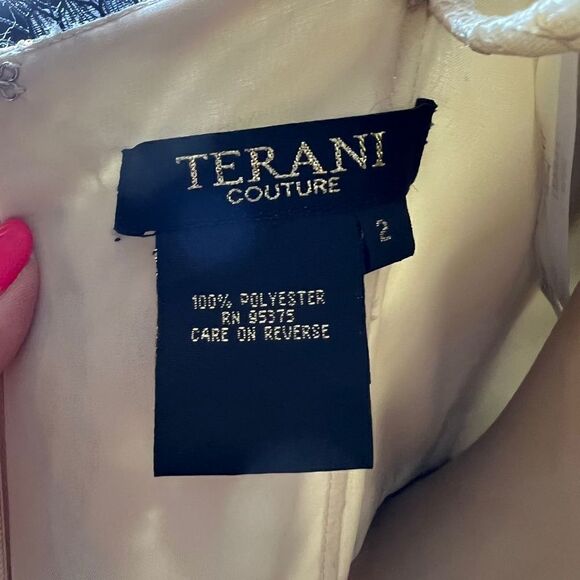 TERANI
COUTURE
2
100% POLYESTER
RN 95375
CARE ON REVERSE